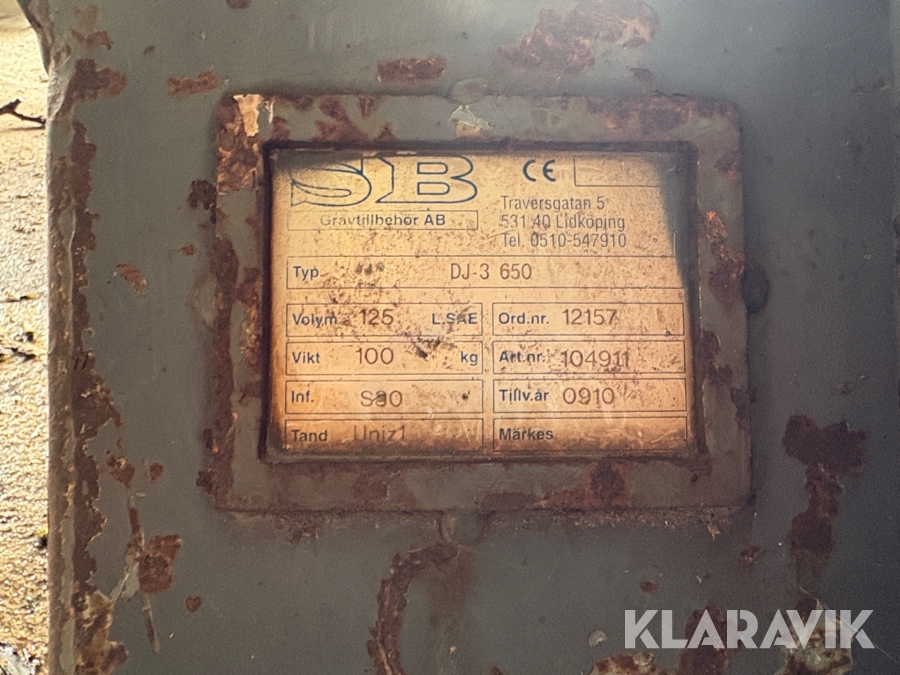 SB
Grävtillbehör AB
CE
Traversgatan 5
531 40 Lidköping
Tel. 0510-547910
Typ DJ-3 650
Volym 125 L.SAE
Ord.nr. 12157
Vikt 100 kg
Art.nr. 104911
Inf. S30
Tillv.år 0910
Tand Uniz1
Märkes
KLARAVIK